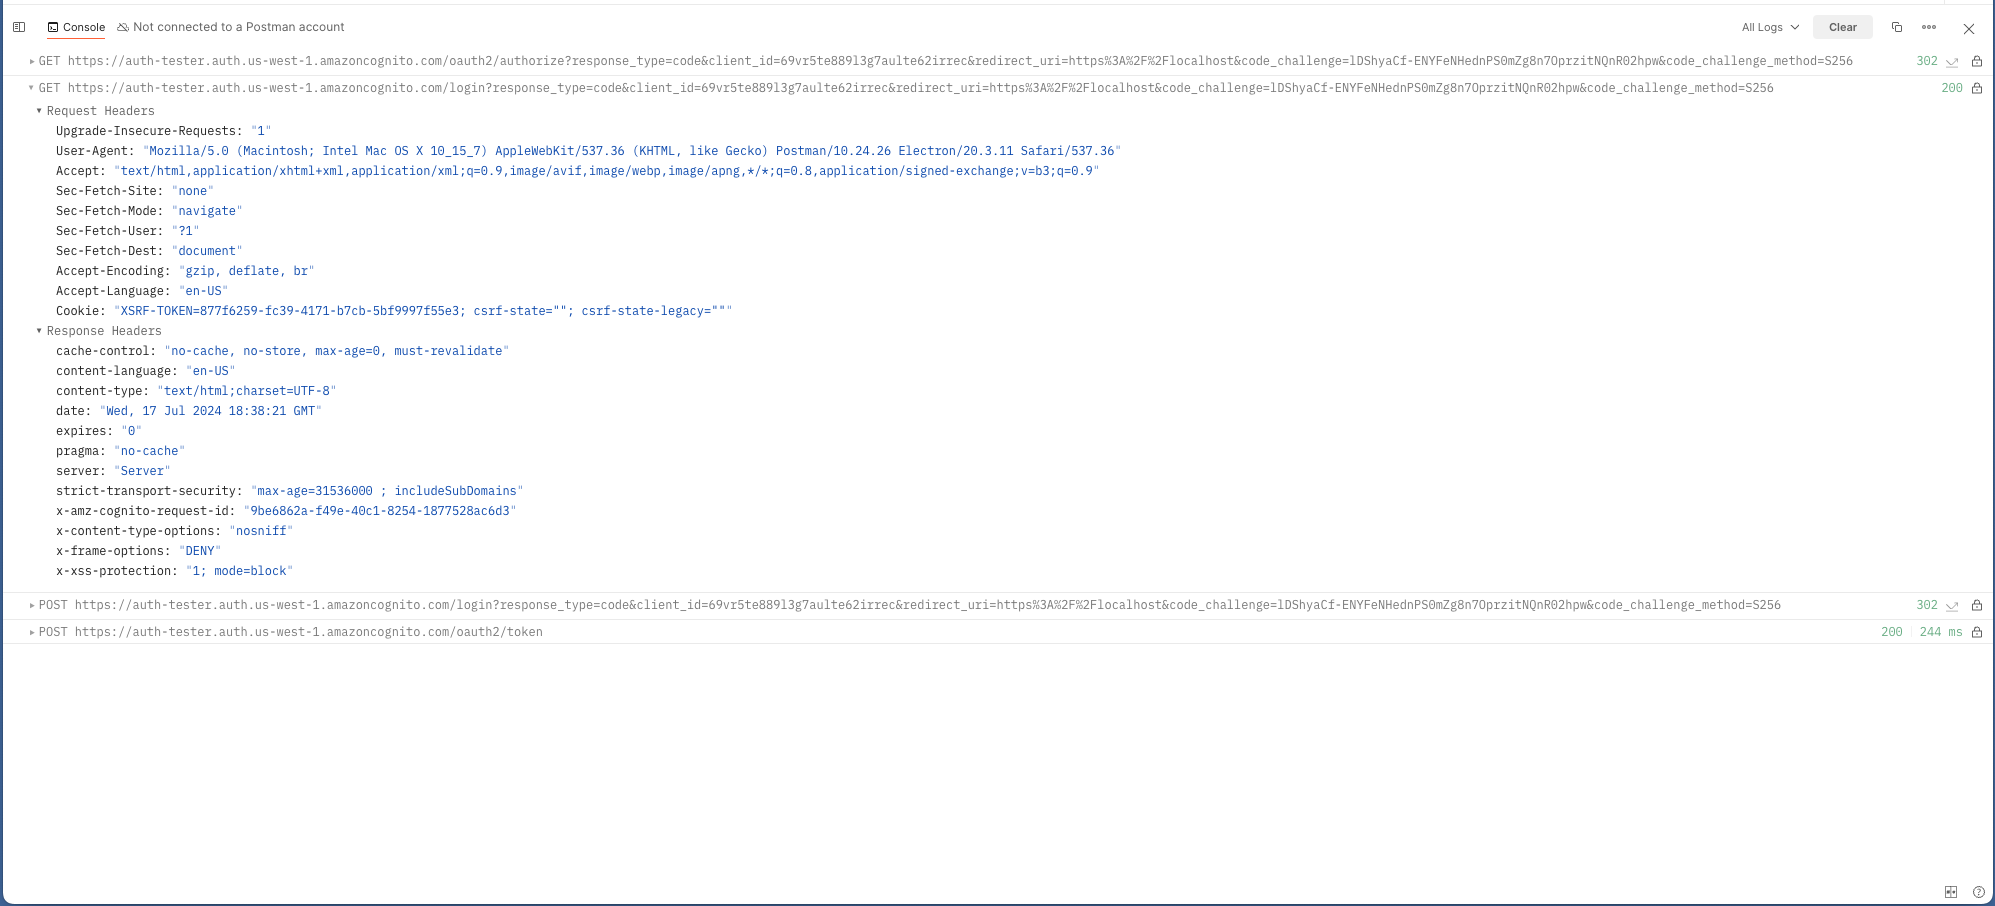 Console Not connected to a Postman account All Logs Clear
GET https://auth-tester.auth.us-west-1.amazoncognito.com/oauth2/authorize?response_type=code&client_id=69vr5te889l3g7aulte62irrec&redirect_uri=https%3A%2F%2Flocalhost&code_challenge=lDShyaCf-ENYFeNHednPS0mZg8n7OprzitNQnR02hpw&code_challenge_method=S256 302
GET https://auth-tester.auth.us-west-1.amazoncognito.com/login?response_type=code&client_id=69vr5te889l3g7aulte62irrec&redirect_uri=https%3A%2F%2Flocalhost&code_challenge=lDShyaCf-ENYFeNHednPS0mZg8n7OprzitNQnR02hpw&code_challenge_method=S256 200
Request Headers
Upgrade-Insecure-Requests: "1"
User-Agent: "Mozilla/5.0 (Macintosh; Intel Mac OS X 10_15_7) AppleWebKit/537.36 (KHTML, like Gecko) Postman/10.24.26 Electron/20.3.11 Safari/537.36"
Accept: "text/html,application/xhtml+xml,application/xml;q=0.9,image/avif,image/webp,image/apng,*/*;q=0.8,application/signed-exchange;v=b3;q=0.9"
Sec-Fetch-Site: "none"
Sec-Fetch-Mode: "navigate"
Sec-Fetch-User: "?1"
Sec-Fetch-Dest: "document"
Accept-Encoding: "gzip, deflate, br"
Accept-Language: "en-US"
Cookie: "XSRF-TOKEN=877f6259-fc39-4171-b7cb-5bf9997f55e3; csrf-state=""; csrf-state-legacy="""
Response Headers
cache-control: "no-cache, no-store, max-age=0, must-revalidate"
content-language: "en-US"
content-type: "text/html;charset=UTF-8"
date: "Wed, 17 Jul 2024 18:38:21 GMT"
expires: "0"
pragma: "no-cache"
server: "Server"
strict-transport-security: "max-age=31536000 ; includeSubDomains"
x-amz-cognito-request-id: "9be6862a-f49e-40c1-8254-1877528ac6d3"
x-content-type-options: "nosniff"
x-frame-options: "DENY"
x-xss-protection: "1; mode=block"
POST https://auth-tester.auth.us-west-1.amazoncognito.com/login?response_type=code&client_id=69vr5te889l3g7aulte62irrec&redirect_uri=https%3A%2F%2Flocalhost&code_challenge=lDShyaCf-ENYFeNHednPS0mZg8n7OprzitNQnR02hpw&code_challenge_method=S256 302
POST https://auth-tester.auth.us-west-1.amazoncognito.com/oauth2/token 200 244 ms